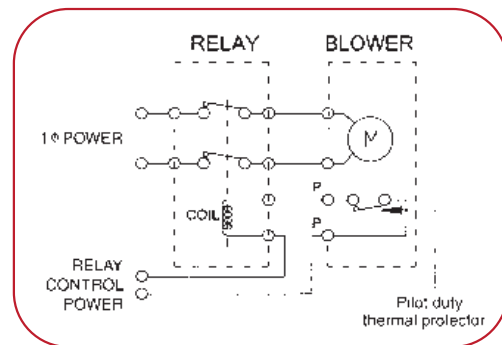 RELAY BLOWER
1Φ POWER
M
P
COIL
P
RELAY
CONTROL
POWER
Pilot duty
thermal protector